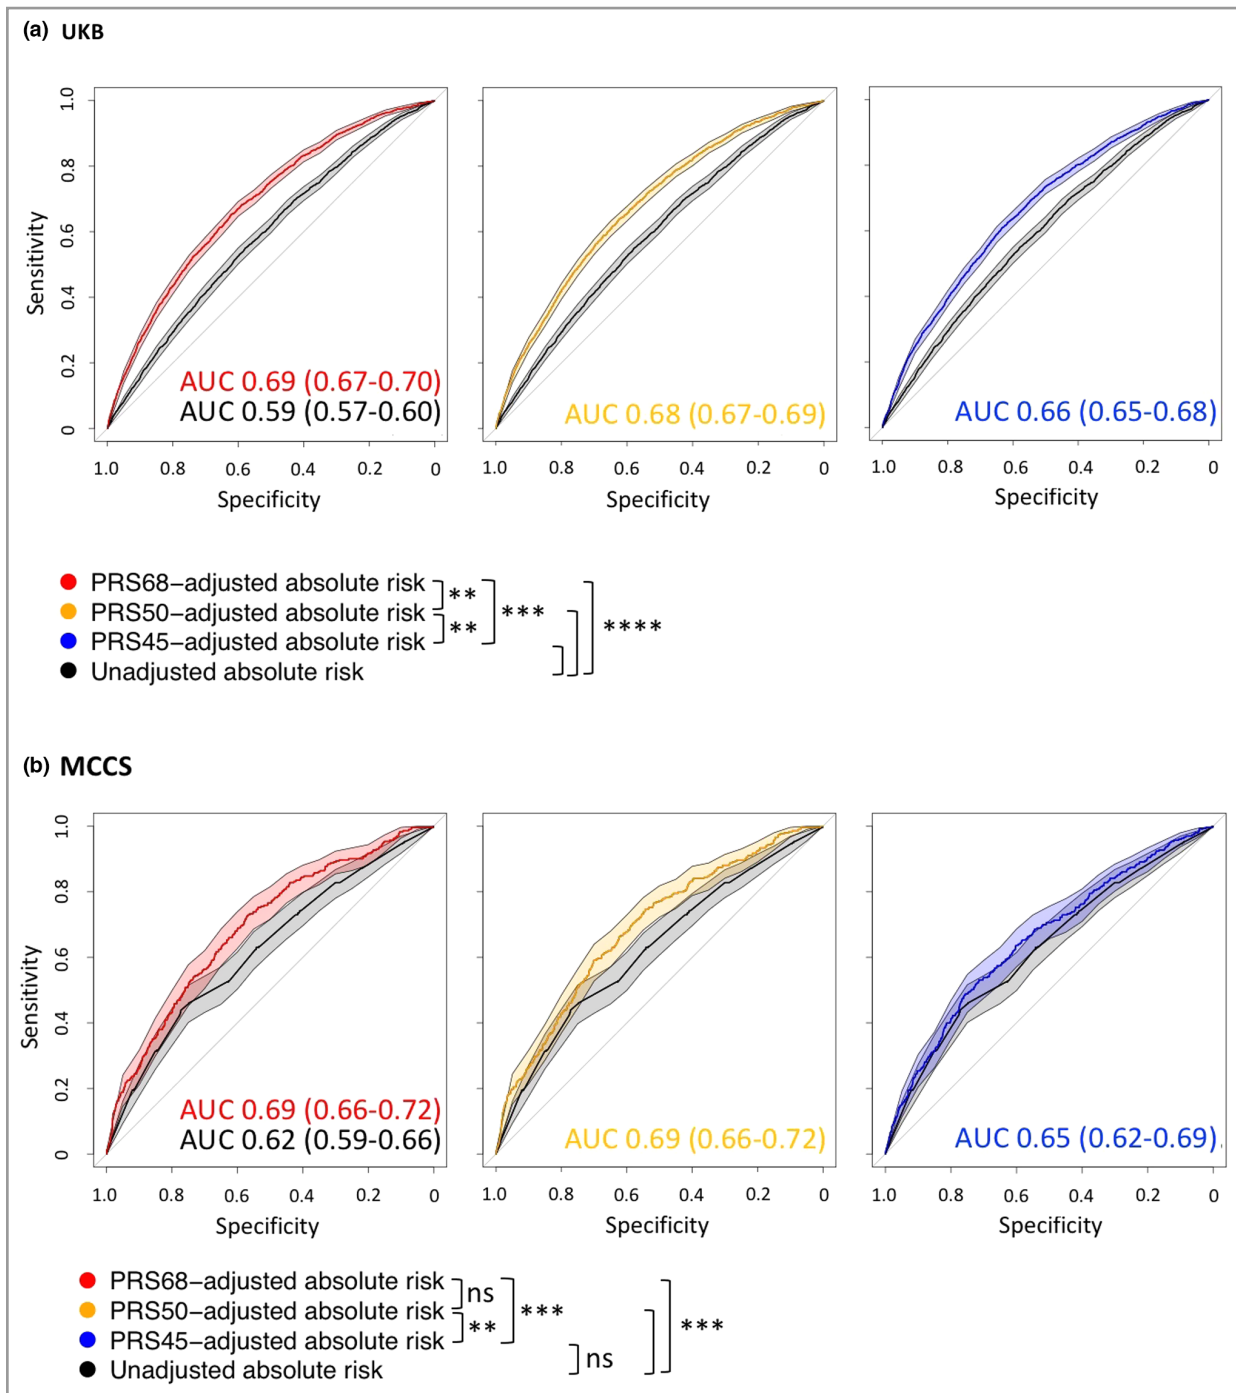 (a) UKB
Sensitivity
1.0
0.8
0.6
0.4
0.2
0
AUC 0.69 (0.67-0.70)
AUC 0.59 (0.57-0.60)
1.0 0.8 0.6 0.4 0.2 0
Specificity
AUC 0.68 (0.67-0.69)
1.0 0.8 0.6 0.4 0.2 0
Specificity
AUC 0.66 (0.65-0.68)
1.0 0.8 0.6 0.4 0.2 0
Specificity
PRS68–adjusted absolute risk
PRS50–adjusted absolute risk
PRS45–adjusted absolute risk
Unadjusted absolute risk
**
**
***
****
(b) MCCS
Sensitivity
1.0
0.8
0.6
0.4
0.2
0
AUC 0.69 (0.66-0.72)
AUC 0.62 (0.59-0.66)
1.0 0.8 0.6 0.4 0.2 0
Specificity
AUC 0.69 (0.66-0.72)
1.0 0.8 0.6 0.4 0.2 0
Specificity
AUC 0.65 (0.62-0.69)
1.0 0.8 0.6 0.4 0.2 0
Specificity
PRS68–adjusted absolute risk
PRS50–adjusted absolute risk
PRS45–adjusted absolute risk
Unadjusted absolute risk
ns
**
***
ns
***